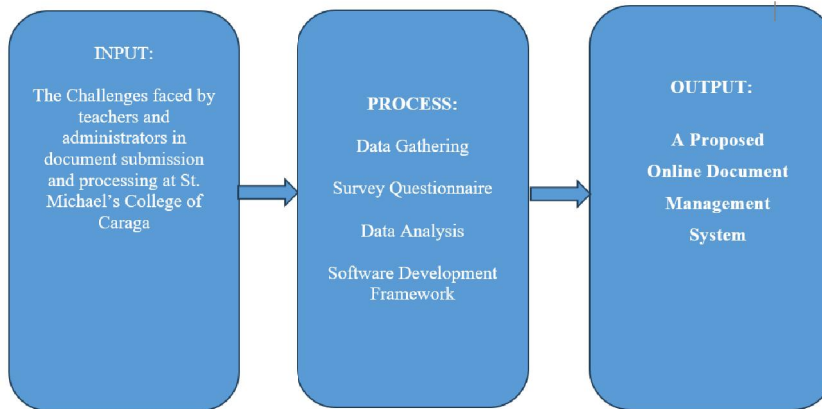 INPUT:
The Challenges faced by
teachers and
administrators in
document submission
and processing at St.
Michael's College of
Caraga
PROCESS:
Data Gathering
Survey Questionnaire
Data Analysis
Software Development
Framework
OUTPUT:
A Proposed
Online Document
Management
System